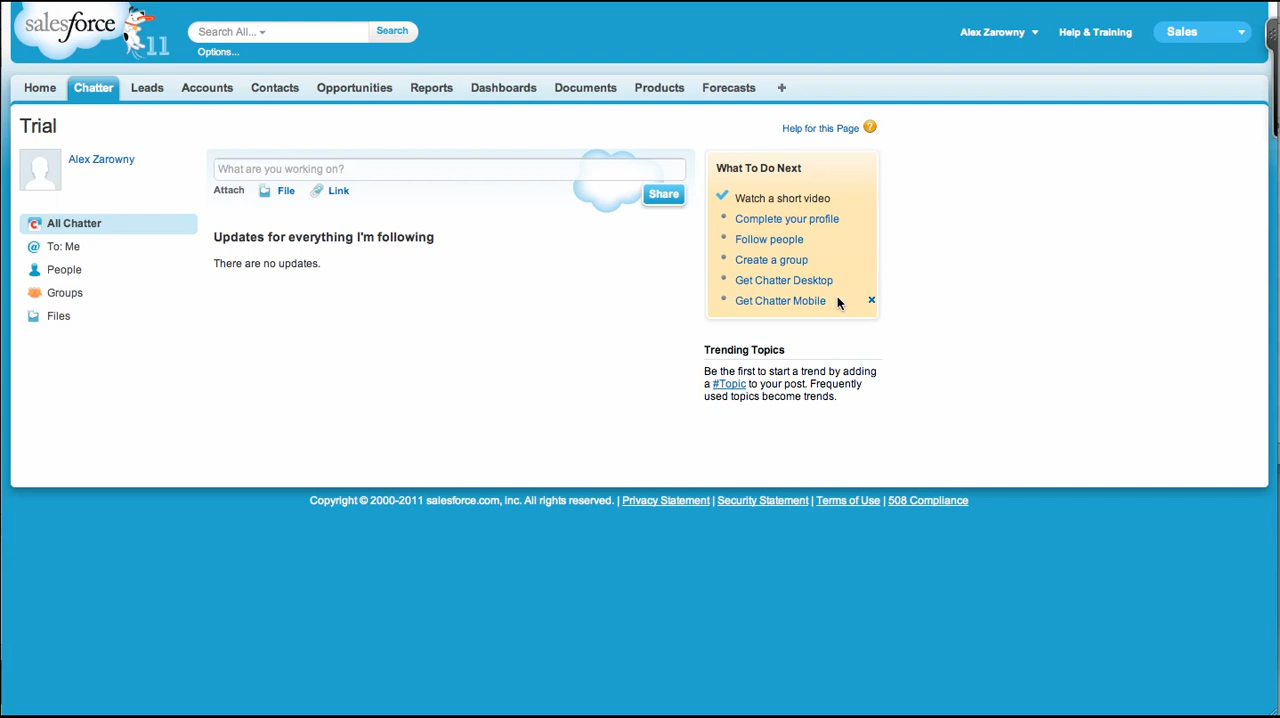 salesforce
11
Search All...
Search
Options...
Alex Zarowny
Help & Training
Sales
Home
Chatter
Leads
Accounts
Contacts
Opportunities
Reports
Dashboards
Documents
Products
Forecasts
+
Trial
Help for this Page ?
Alex Zarowny
All Chatter
@ To: Me
People
Groups
Files
What are you working on?
Attach File Link
Share
Updates for everything I'm following
There are no updates.
What To Do Next
Watch a short video
Complete your profile
Follow people
Create a group
Get Chatter Desktop
Get Chatter Mobile
Trending Topics
Be the first to start a trend by adding
a #Topic to your post. Frequently
used topics become trends.
Copyright © 2000-2011 salesforce.com, inc. All rights reserved. | Privacy Statement | Security Statement | Terms of Use | 508 Compliance